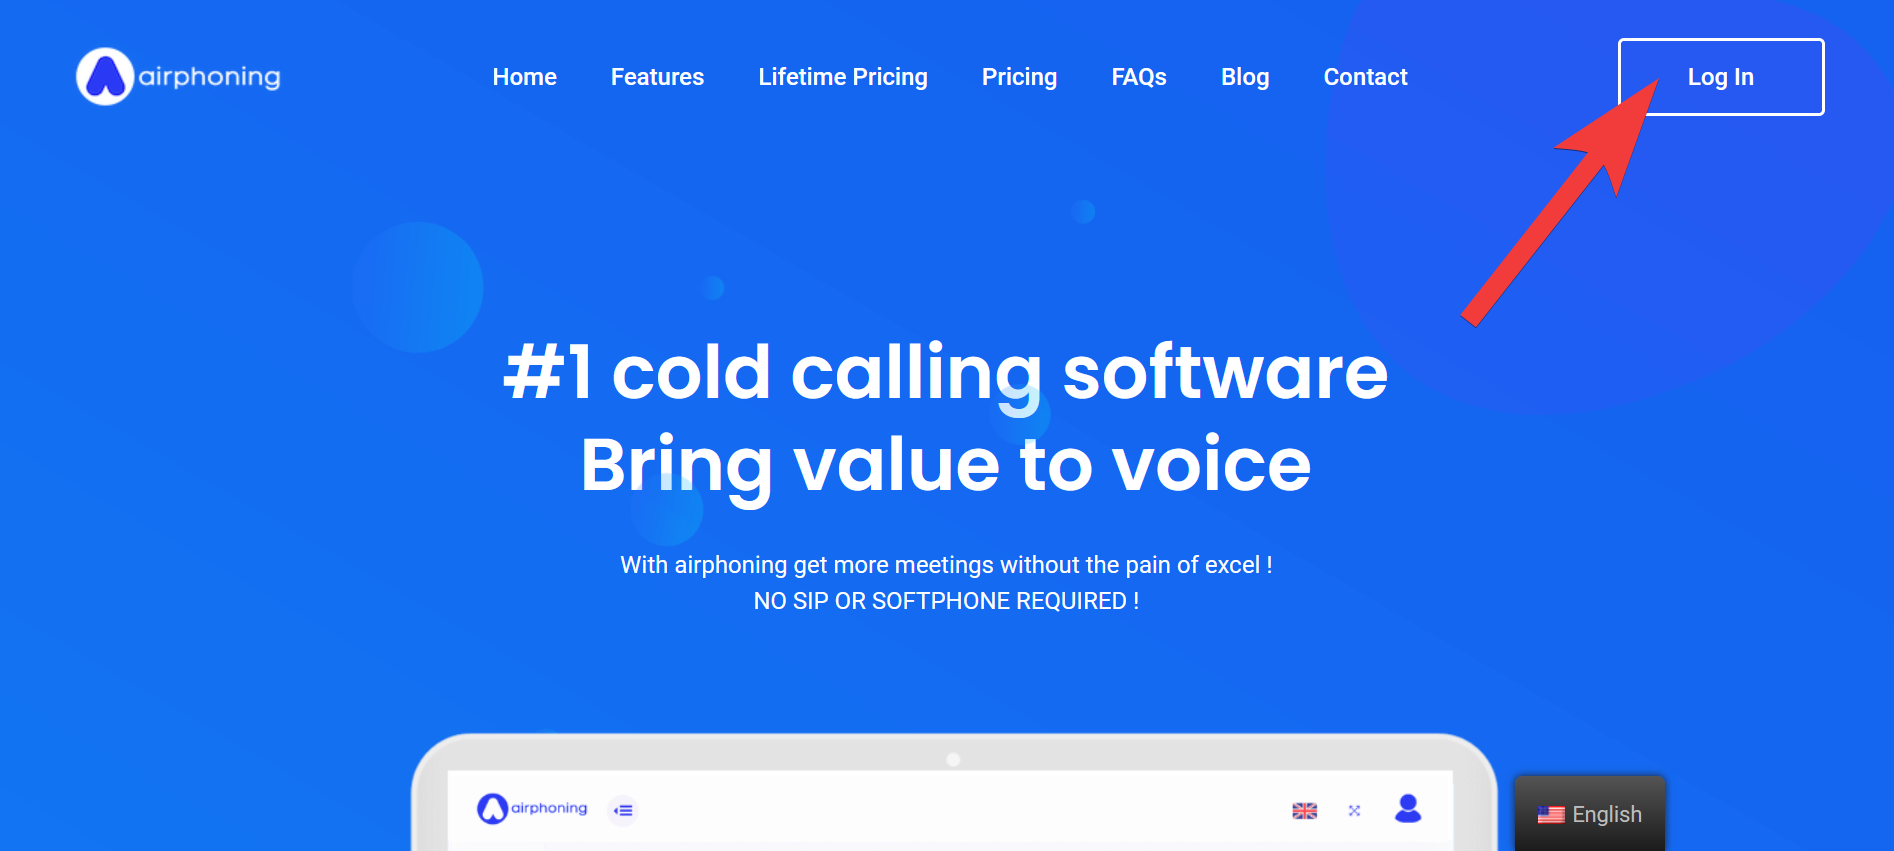 airphoning
Home Features Lifetime Pricing Pricing FAQs Blog Contact
Log In
#1 cold calling software
Bring value to voice
With airphoning get more meetings without the pain of excel !
NO SIP OR SOFTPHONE REQUIRED !
airphoning
English